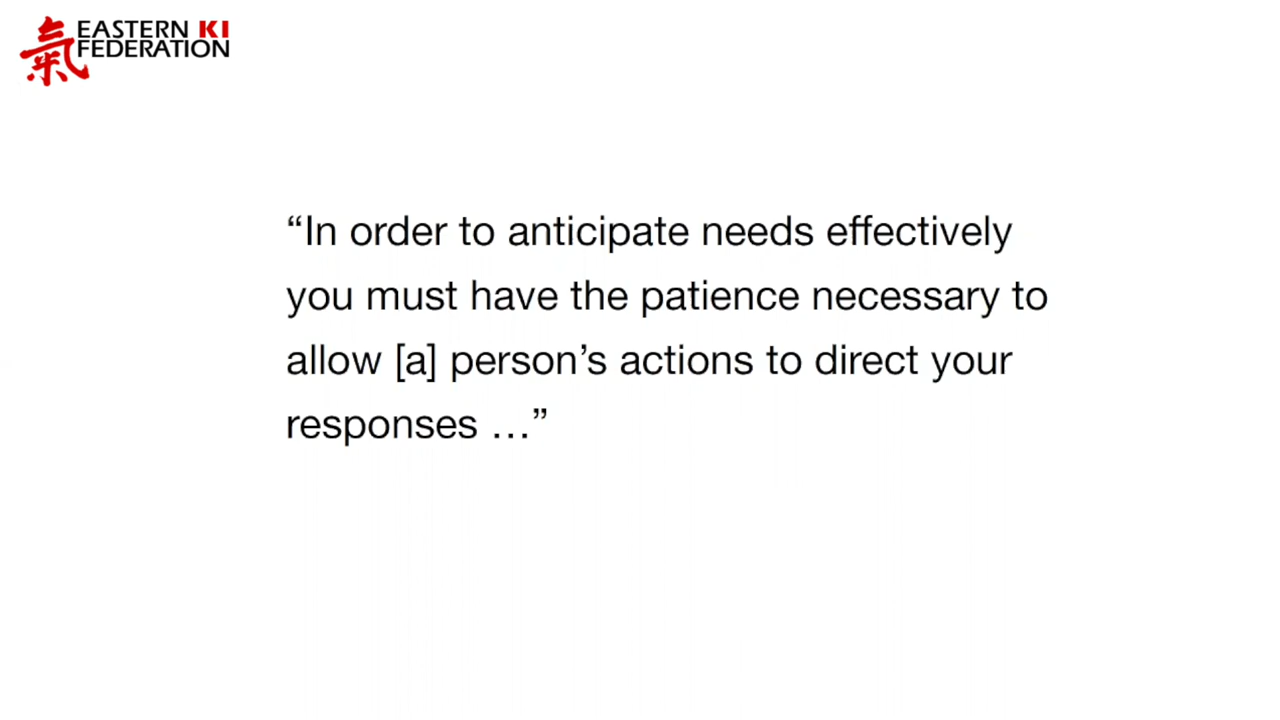 氣
EASTERN KI
FEDERATION
“In order to anticipate needs effectively
you must have the patience necessary to
allow [a] person’s actions to direct your
responses …”